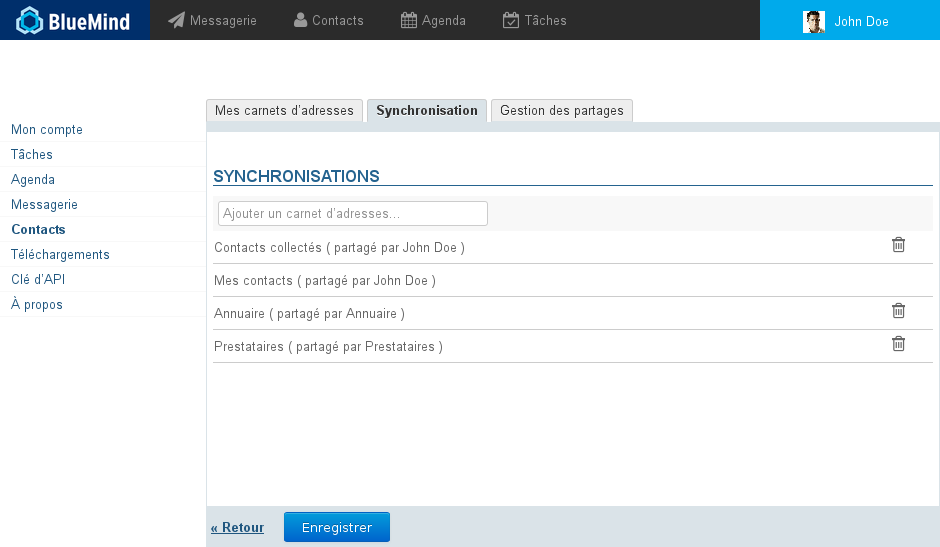 BlueMind Messagerie Contacts Agenda Tâches John Doe
Mes carnets d'adresses Synchronisation Gestion des partages
Mon compte
Tâches
Agenda
Messagerie
Contacts
Téléchargements
Clé d'API
À propos
SYNCHRONISATIONS
Ajouter un carnet d'adresses...
Contacts collectés ( partagé par John Doe )
Mes contacts ( partagé par John Doe )
Annuaire ( partagé par Annuaire )
Prestataires ( partagé par Prestataires )
« Retour Enregistrer